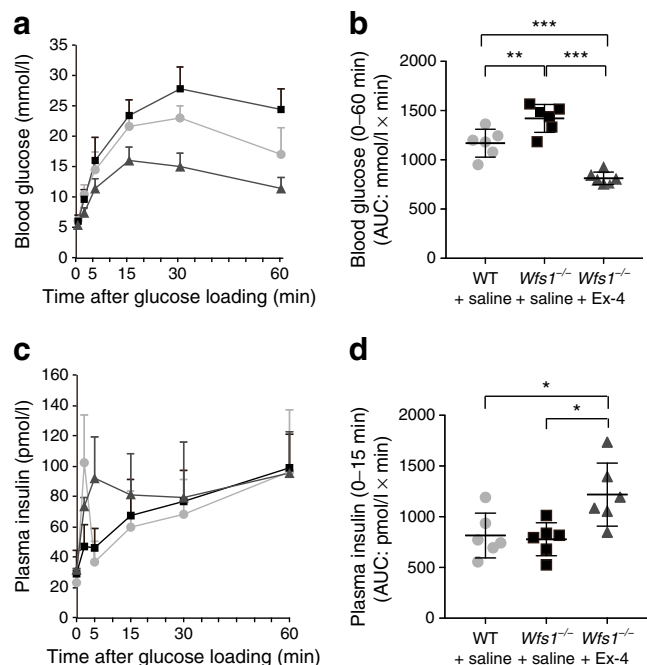 a
Blood glucose (mmol/l)
35
30
25
20
15
10
5
0
0 5 15 30 60
Time after glucose loading (min)
b
Blood glucose (0–60 min)
(AUC: mmol/l × min)
2000
1500
1000
500
0
***
** ***
WT Wfs1⁻/⁻ Wfs1⁻/⁻
+ saline + saline + Ex-4
c
Plasma insulin (pmol/l)
160
140
120
100
80
60
40
20
0
0 5 15 30 60
Time after glucose loading (min)
d
Plasma insulin (0–15 min)
(AUC: pmol/l × min)
2000
1500
1000
500
0
*
*
WT Wfs1⁻/⁻ Wfs1⁻/⁻
+ saline + saline + Ex-4